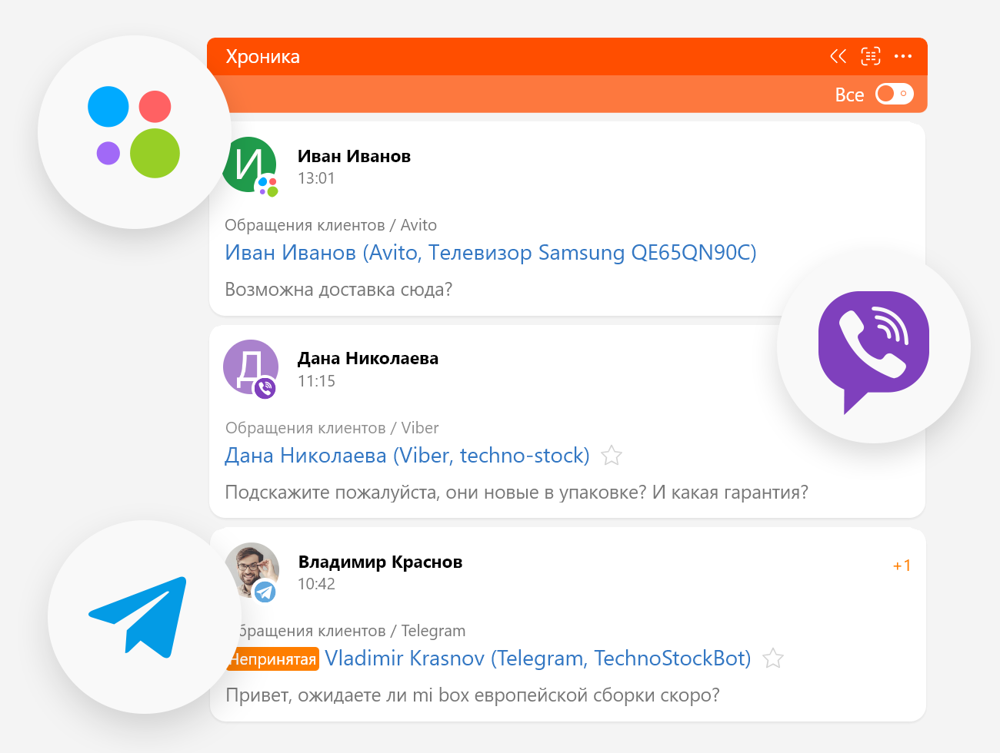 Хроника
Все
И
Иван Иванов
13:01
Обращения клиентов / Avito
Иван Иванов (Avito, Телевизор Samsung QE65QN90C)
Возможна доставка сюда?
Д
Дана Николаева
11:15
Обращения клиентов / Viber
Дана Николаева (Viber, techno-stock)
Подскажите пожалуйста, они новые в упаковке? И какая гарантия?
Владимир Краснов
+1
10:42
бращения клиентов / Telegram
Непринятая Vladimir Krasnov (Telegram, TechnoStockBot)
Привет, ожидаете ли mi box европейской сборки скоро?